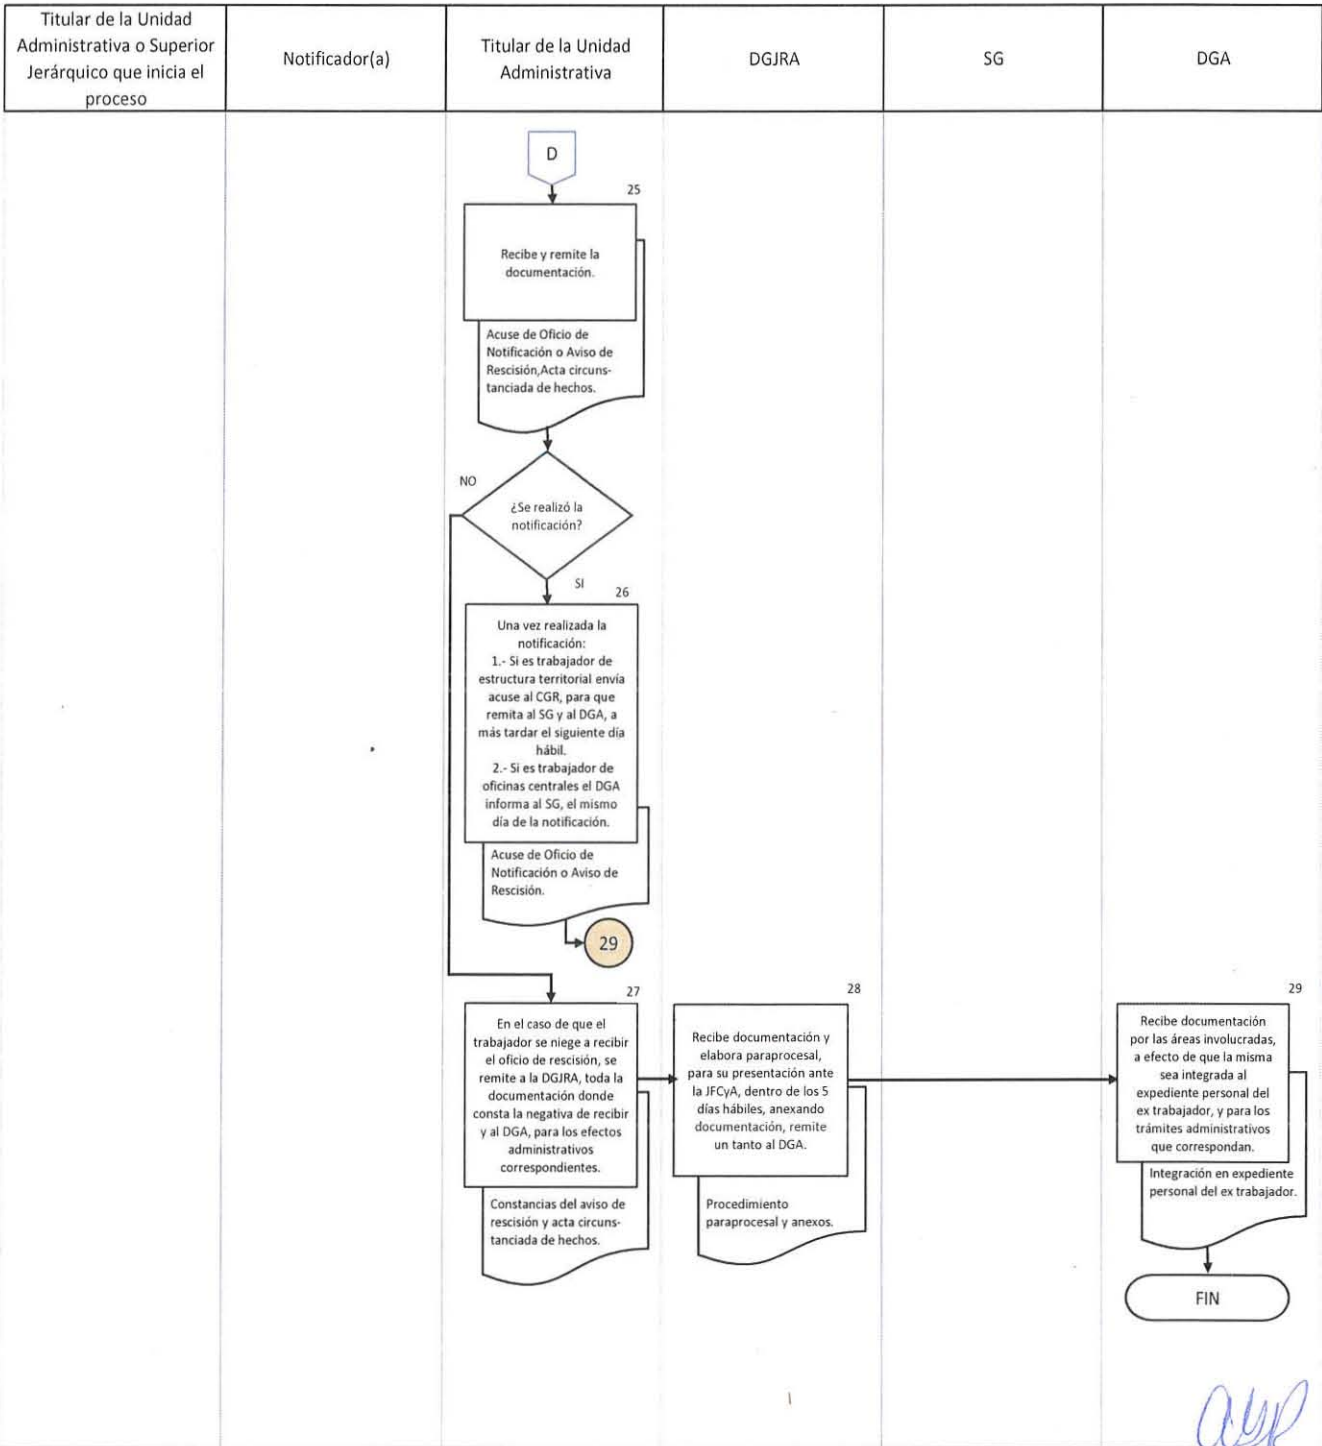 Titular de la Unidad
Administrativa o Superior
Jerárquico que inicia el
proceso
Notificador(a)
Titular de la Unidad
Administrativa
DGJRA
SG
DGA
D
25
Recibe y remite la
documentación.
Acuse de Oficio de
Notificación o Aviso de
Rescisión,Acta circuns-
tanciada de hechos.
NO
¿Se realizó la
notificación?
SI
26
Una vez realizada la
notificación:
1.- Si es trabajador de
estructura territorial envía
acuse al CGR, para que
remita al SG y al DGA, a
más tardar el siguiente día
hábil.
2.- Si es trabajador de
oficinas centrales el DGA
informa al SG, el mismo
día de la notificación.
Acuse de Oficio de
Notificación o Aviso de
Rescisión.
29
27
En el caso de que el
trabajador se niege a recibir
el oficio de rescisión, se
remite a la DGJRA, toda la
documentación donde
consta la negativa de recibir
y al DGA, para los efectos
administrativos
correspondientes.
Constancias del aviso de
rescisión y acta circuns-
tanciada de hechos.
28
Recibe documentación y
elabora paraprocesal,
para su presentación ante
la JFCyA, dentro de los 5
días hábiles, anexando
documentación, remite
un tanto al DGA.
Procedimiento
paraprocesal y anexos.
29
Recibe documentación
por las áreas involucradas,
a efecto de que la misma
sea integrada al
expediente personal del
ex trabajador, y para los
trámites administrativos
que correspondan.
Integración en expediente
personal del ex trabajador.
FIN